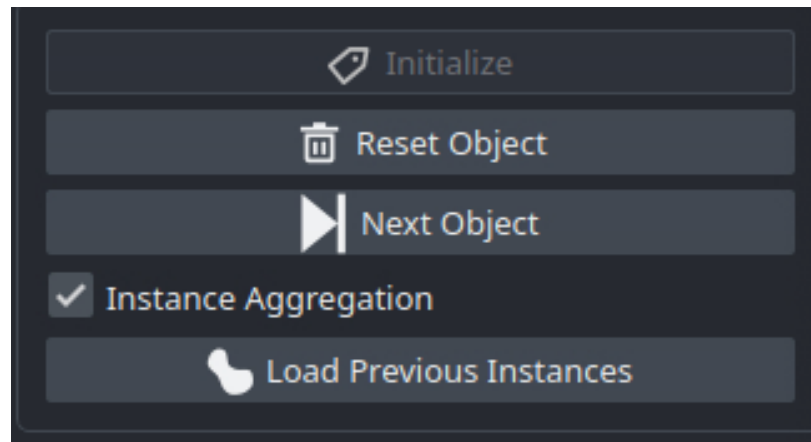 Initialize
Reset Object
Next Object
Instance Aggregation
Load Previous Instances